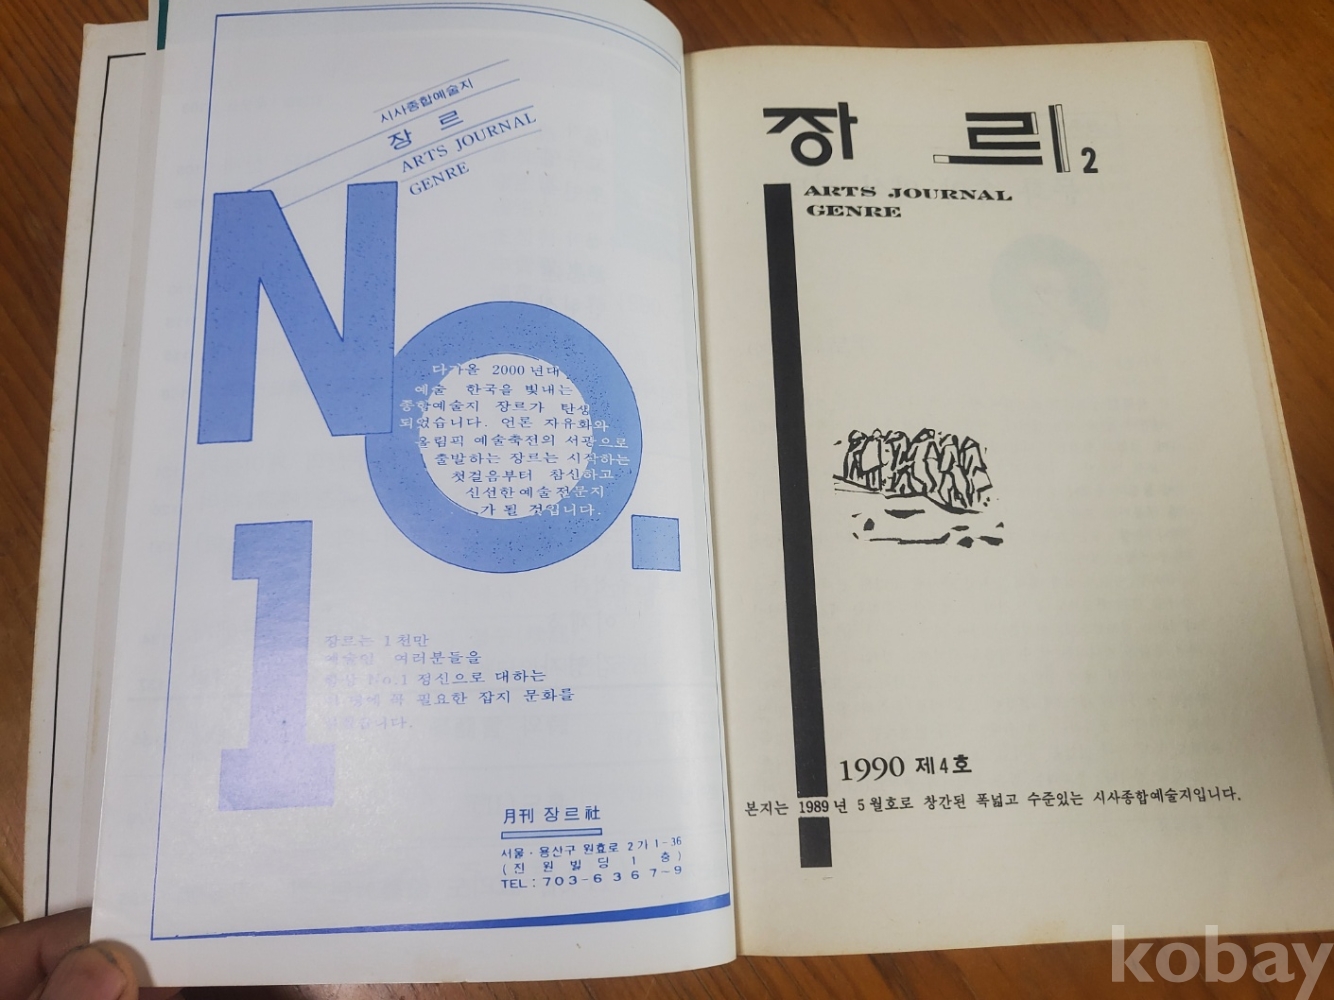 시사종합예술지
장 르
ARTS JOURNAL
GENRE
NO.
다가올 2000년대
예술 한국을 빛내는
종합예술지 장르가 탄생
되었습니다. 언론 자유화와
올림픽 예술축전의 서광으로
출발하는 장르는 시작하는
첫걸음부터 참신하고
신선한 예술전문지
가 될 것입니다.
1
장르는 1천만
예술인 여러분들을
항상 No.1 정신으로 대하는
꼭 필요한 잡지 문화를
月刊 장르社
서울·용산구 원효로 2가 1-36
(진 원 빌 딩 1 층)
TEL: 703-6367~9
장 르 2
ARTS JOURNAL
GENRE
1990 제4호
본지는 1989년 5월호로 창간된 폭넓고 수준있는 시사종합예술지입니다.
kobay